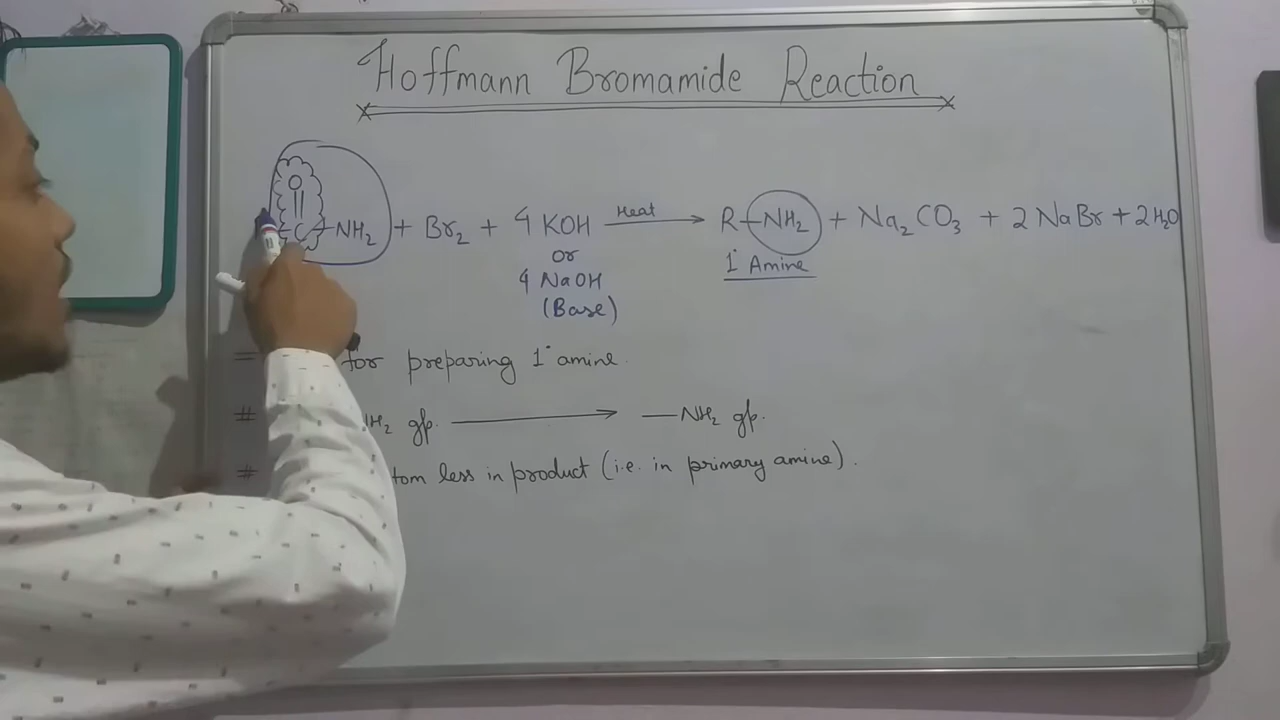 Hoffmann Bromamide Reaction
O
||
C-NH₂ + Br₂ + 4 KOH Heat → R-NH₂ + Na₂CO₃ + 2 NaBr + 2H₂O
or
4 NaOH
(Base)
1° Amine
for preparing 1° amine.
gp. → —NH₂ gp.
less in product (i.e. in primary amine).